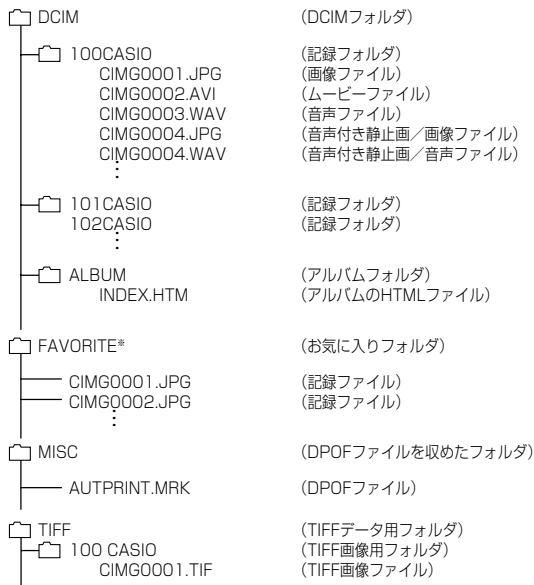 DCIM （DCIMフォルダ）
100CASIO （記録フォルダ）
CIMG0001.JPG （画像ファイル）
CIMG0002.AVI （ムービーファイル）
CIMG0003.WAV （音声ファイル）
CIMG0004.JPG （音声付き静止画／画像ファイル）
CIMG0004.WAV （音声付き静止画／音声ファイル）
⋮
101CASIO （記録フォルダ）
102CASIO （記録フォルダ）
⋮
ALBUM （アルバムフォルダ）
INDEX.HTM （アルバムのHTMLファイル）
FAVORITE* （お気に入りフォルダ）
CIMG0001.JPG （記録ファイル）
CIMG0002.JPG （記録ファイル）
⋮
MISC （DPOFファイルを収めたフォルダ）
AUTPRINT.MRK （DPOFファイル）
TIFF （TIFFデータ用フォルダ）
100 CASIO （TIFF画像用フォルダ）
CIMG0001.TIF （TIFF画像ファイル）